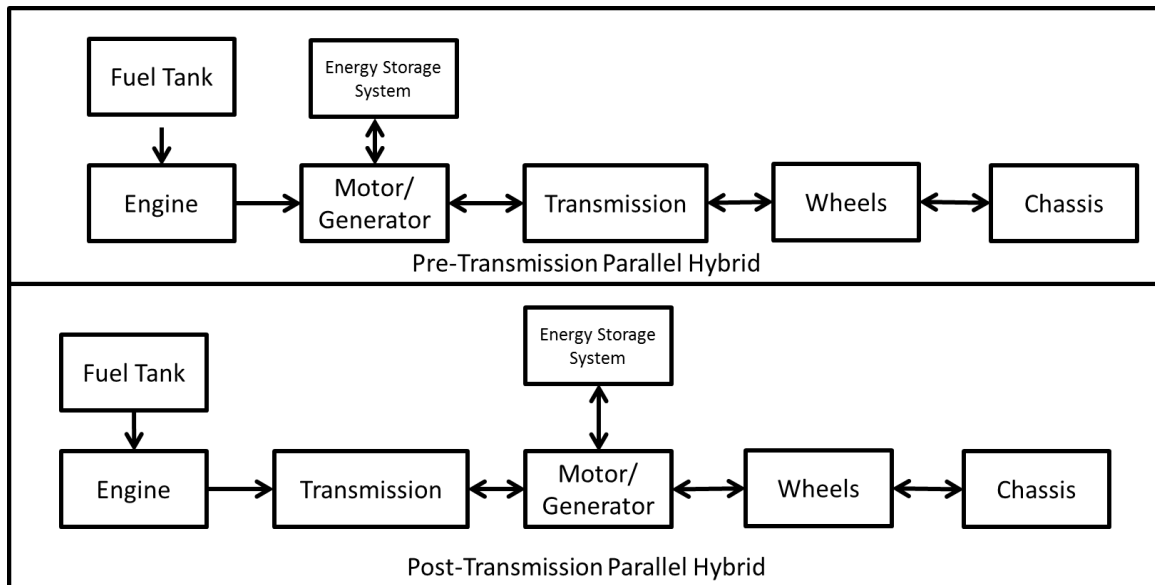 Fuel Tank
Energy Storage
System
Engine
Motor/
Generator
Transmission
Wheels
Chassis
Pre-Transmission Parallel Hybrid
Fuel Tank
Energy Storage
System
Engine
Transmission
Motor/
Generator
Wheels
Chassis
Post-Transmission Parallel Hybrid